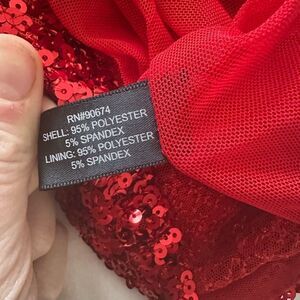 RN#90674
SHELL: 95% POLYESTER
5% SPANDEX
LINING: 95% POLYESTER
5% SPANDEX